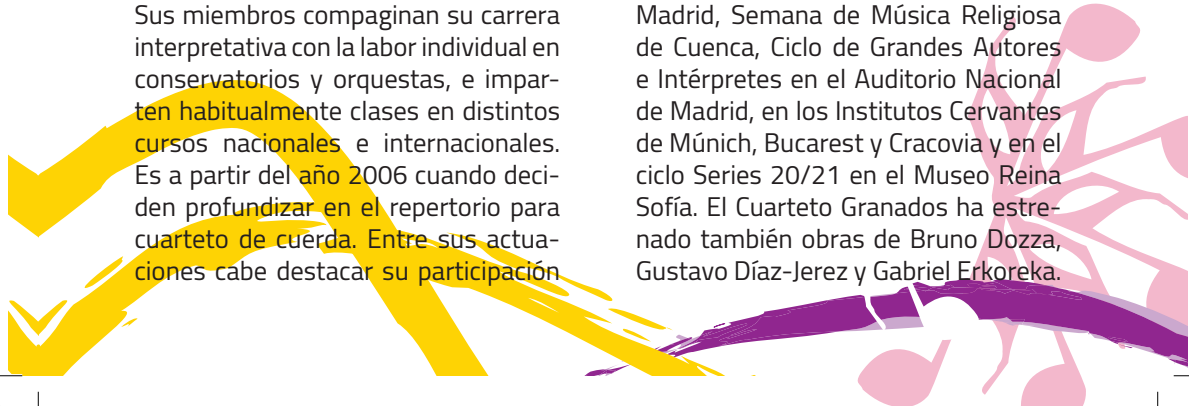 Sus miembros compaginan su carrera
interpretativa con la labor individual en
conservatorios y orquestas, e impar-
ten habitualmente clases en distintos
cursos nacionales e internacionales.
Es a partir del año 2006 cuando deci-
den profundizar en el repertorio para
cuarteto de cuerda. Entre sus actua-
ciones cabe destacar su participación
Madrid, Semana de Música Religiosa
de Cuenca, Ciclo de Grandes Autores
e Intérpretes en el Auditorio Nacional
de Madrid, en los Institutos Cervantes
de Múnich, Bucarest y Cracovia y en el
ciclo Series 20/21 en el Museo Reina
Sofía. El Cuarteto Granados ha estre-
nado también obras de Bruno Dozza,
Gustavo Díaz-Jerez y Gabriel Erkoreka.